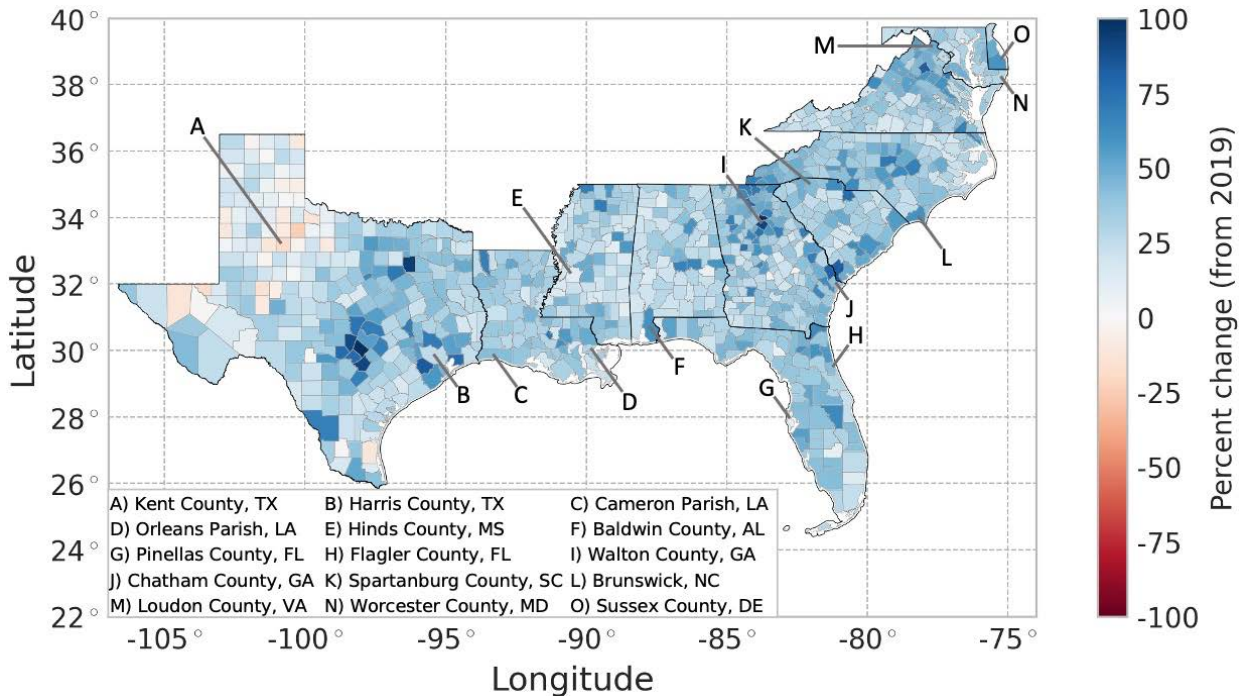 40°
38°
36°
34°
32°
30°
28°
26°
24°
22°
Latitude
-105°
-100°
-95°
-90°
-85°
-80°
-75°
Longitude
A
B
C
D
E
F
G
H
I
J
K
L
M
N
O
A) Kent County, TX B) Harris County, TX C) Cameron Parish, LA
D) Orleans Parish, LA E) Hinds County, MS F) Baldwin County, AL
G) Pinellas County, FL H) Flagler County, FL I) Walton County, GA
J) Chatham County, GA K) Spartanburg County, SC L) Brunswick, NC
M) Loudon County, VA N) Worcester County, MD O) Sussex County, DE
100
75
50
25
0
-25
-50
-75
-100
Percent change (from 2019)